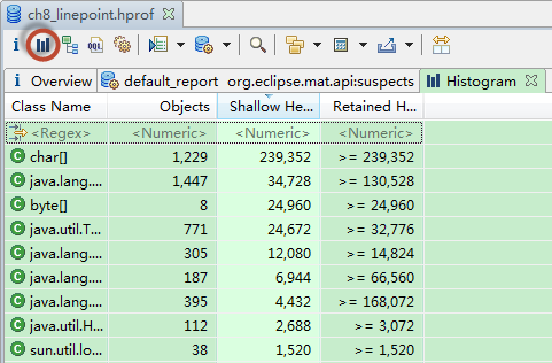 ch8_linepoint.hprof
i OQL
i Overview default_report org.eclipse.mat.api:suspects Histogram
Class Name Objects Shallow He... Retained H...
<Regex> <Numeric> <Numeric> <Numeric>
char[] 1,229 239,352 >= 239,352
java.lang.... 1,447 34,728 >= 130,528
byte[] 8 24,960 >= 24,960
java.util.T... 771 24,672 >= 32,776
java.lang.... 305 12,080 >= 14,824
java.lang.... 187 6,944 >= 66,560
java.lang.... 395 4,432 >= 168,072
java.util.H... 112 2,688 >= 3,072
sun.util.lo... 38 1,520 >= 1,520